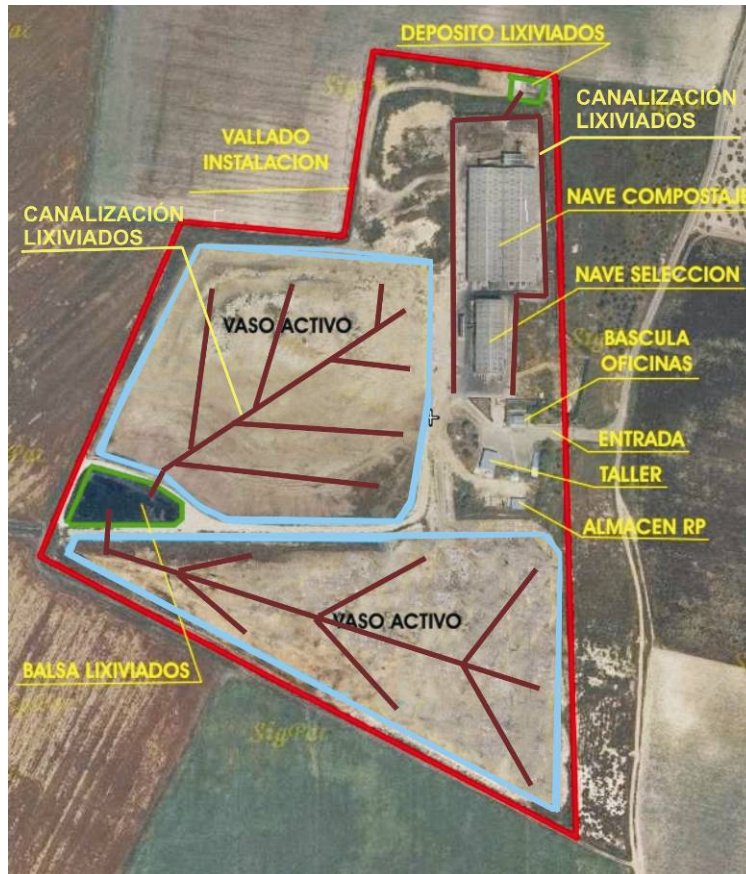 DEPOSITO LIXIVIADOS
CANALIZACIÓN
LIXIVIADOS
VALLADO
INSTALACION
NAVE COMPOSTAJE
CANALIZACIÓN
LIXIVIADOS
NAVE SELECCION
VASO ACTIVO
BASCULA
OFICINAS
ENTRADA
TALLER
ALMACEN RP
VASO ACTIVO
BALSA LIXIVIADOS
SigPac